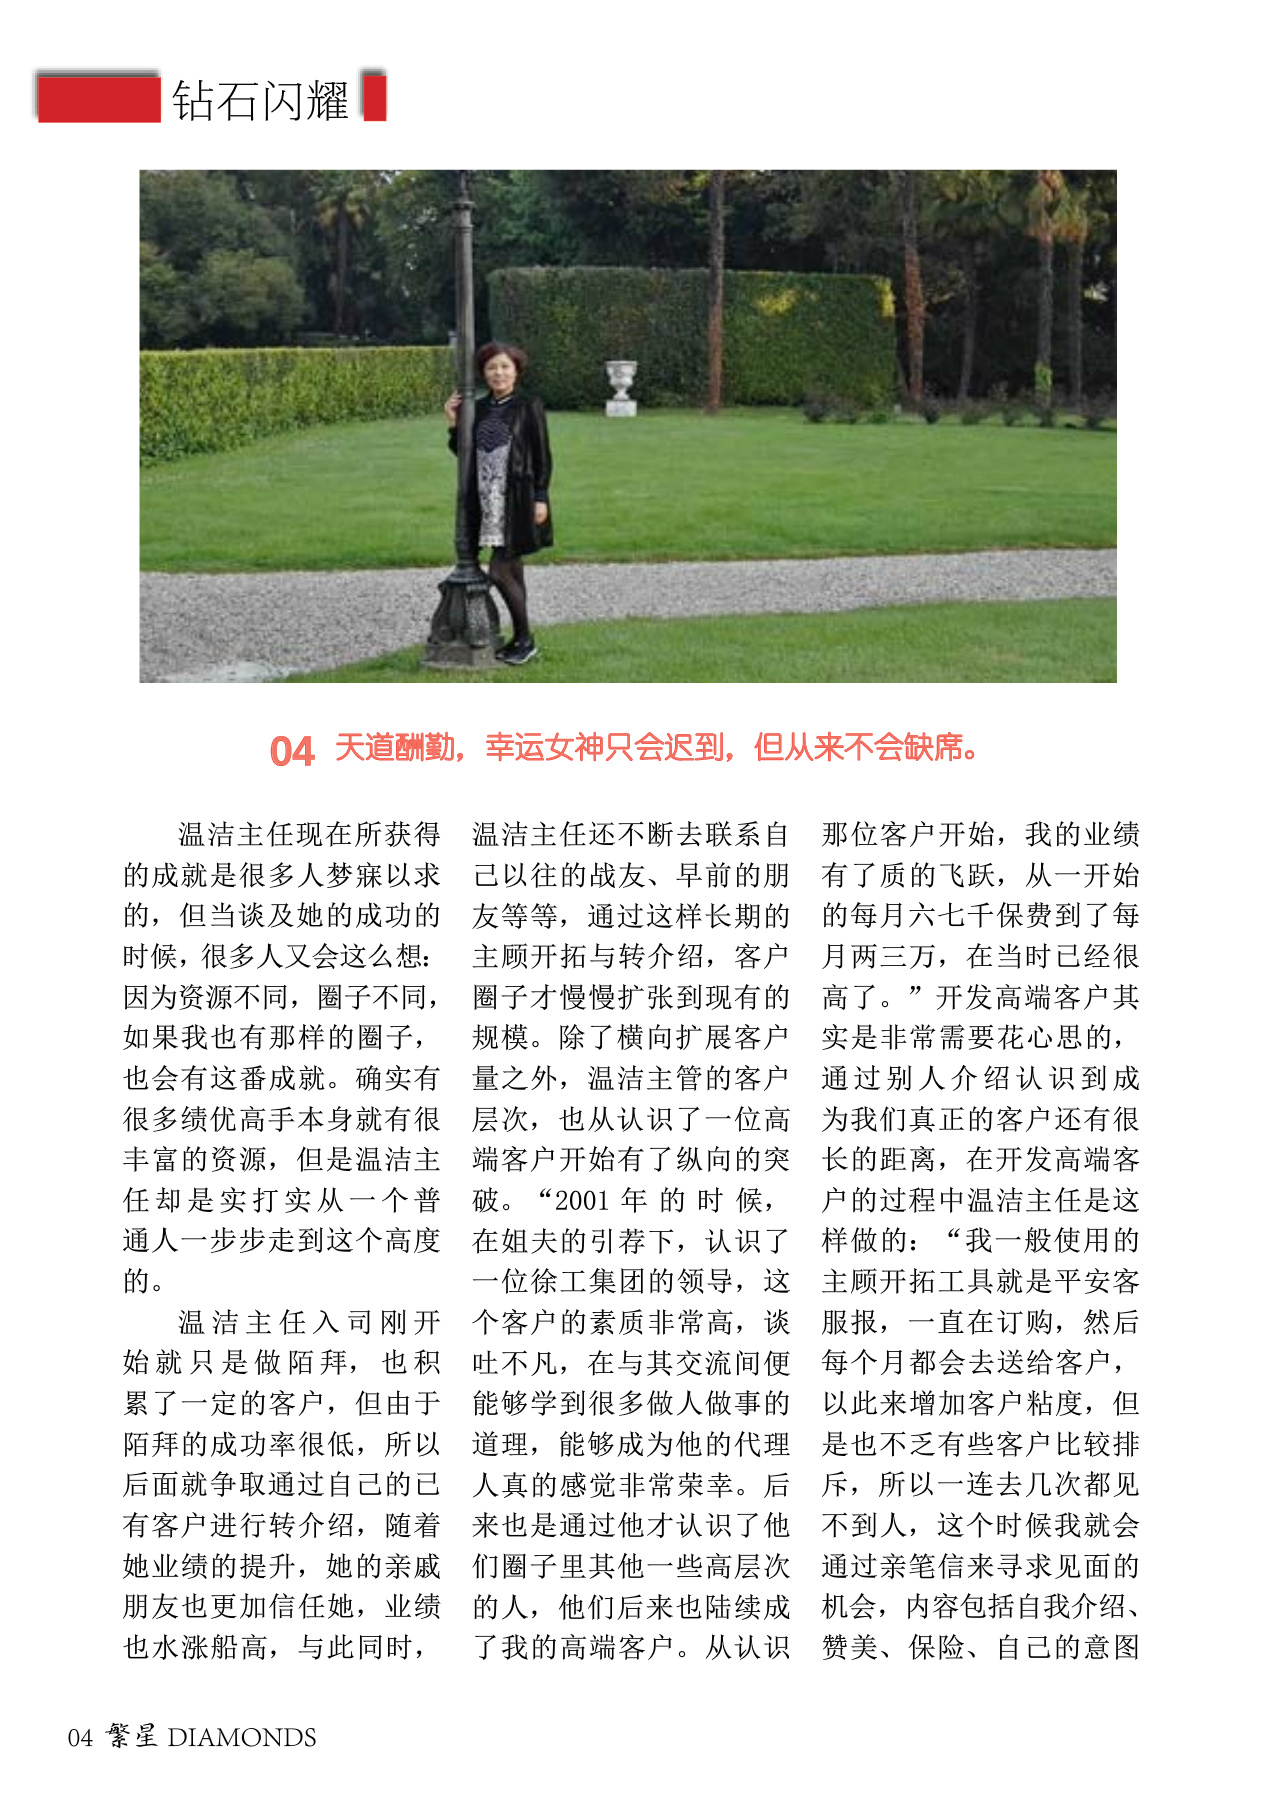 钻石闪耀
04 天道酬勤，幸运女神只会迟到，但从来不会缺席。
温洁主任现在所获得
的成就是很多人梦寐以求
的，但当谈及她的成功的
时候，很多人又会这么想：
因为资源不同，圈子不同，
如果我也有那样的圈子，
也会有这番成就。确实有
很多绩优高手本身就有很
丰富的资源，但是温洁主
任却是实打实从一个普
通人一步步走到这个高度
的。
温洁主任入司刚开
始就只是做陌拜，也积
累了一定的客户，但由于
陌拜的成功率很低，所以
后面就争取通过自己的已
有客户进行转介绍，随着
她业绩的提升，她的亲戚
朋友也更加信任她，业绩
也水涨船高，与此同时，
温洁主任还不断去联系自
己以往的战友、早前的朋
友等等，通过这样长期的
主顾开拓与转介绍，客户
圈子才慢慢扩张到现有的
规模。除了横向扩展客户
量之外，温洁主管的客户
层次，也从认识了一位高
端客户开始有了纵向的突
破。“2001 年的时候，
在姐夫的引荐下，认识了
一位徐工集团的领导，这
个客户的素质非常高，谈
吐不凡，在与其交流间便
能够学到很多做人做事的
道理，能够成为他的代理
人真的感觉非常荣幸。后
来也是通过他才认识了他
们圈子里其他一些高层次
的人，他们后来也陆续成
了我的高端客户。从认识
那位客户开始，我的业绩
有了质的飞跃，从一开始
的每月六七千保费到了每
月两三万，在当时已经很
高了。”开发高端客户其
实是非常需要花心思的，
通过别人介绍认识到成
为我们真正的客户还有很
长的距离，在开发高端客
户的过程中温洁主任是这
样做的：“我一般使用的
主顾开拓工具就是平安客
服报，一直在订购，然后
每个月都会去送给客户，
以此来增加客户粘度，但
是也不乏有些客户比较排
斥，所以一连去几次都见
不到人，这个时候我就会
通过亲笔信来寻求见面的
机会，内容包括自我介绍、
赞美、保险、自己的意图
04 繁星 DIAMONDS